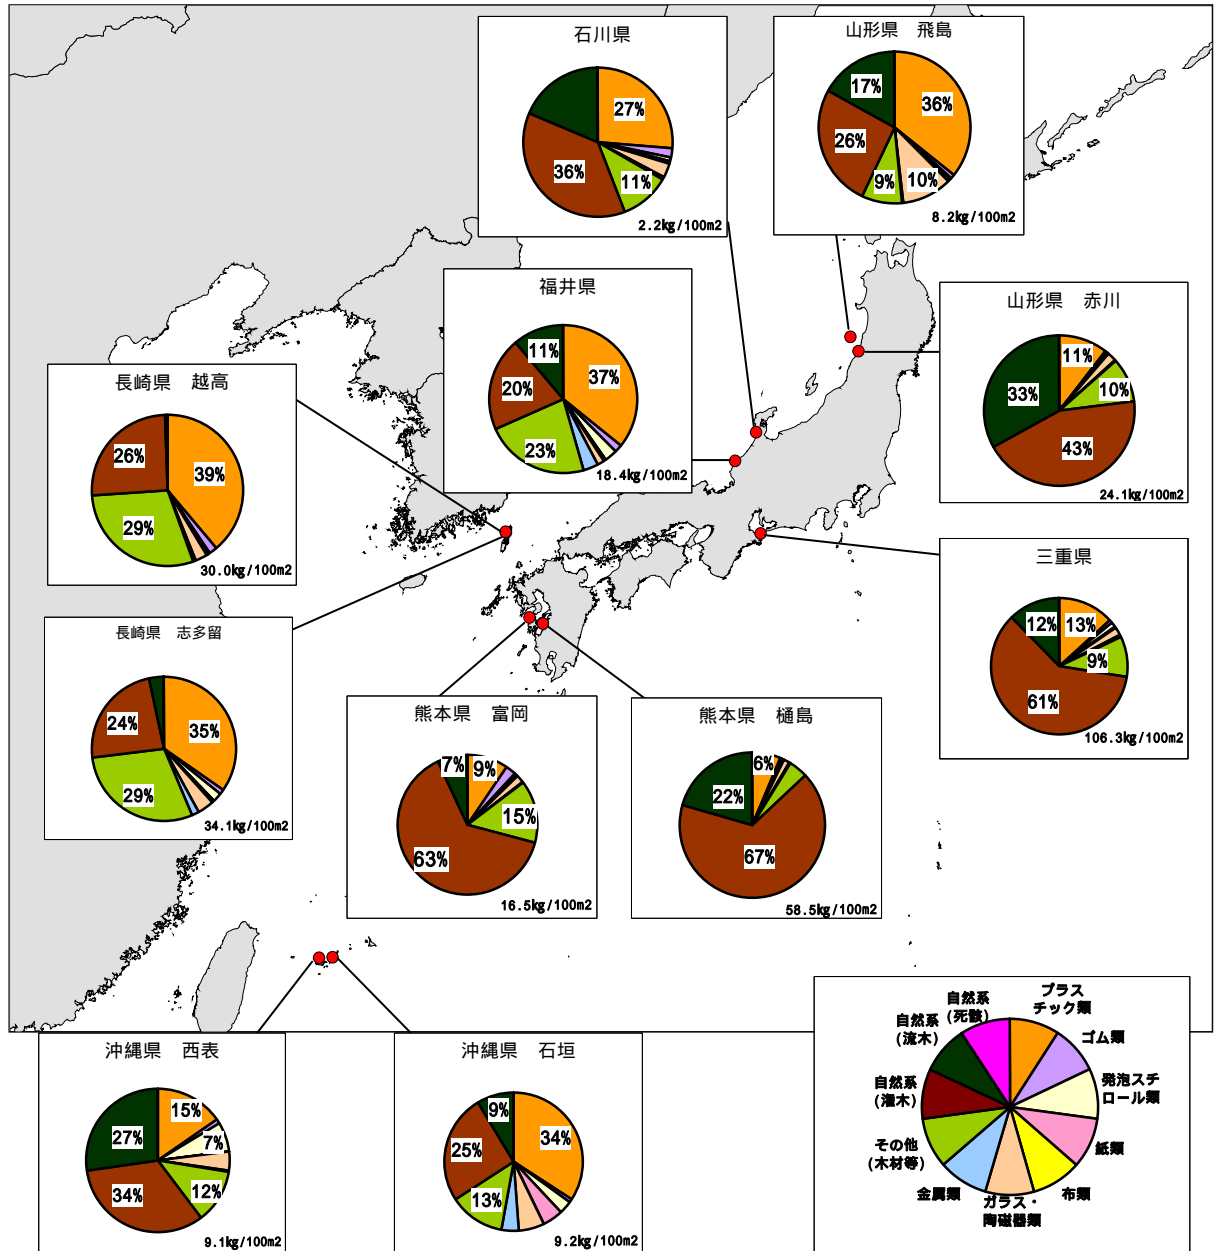 石川県
27%
36%
11%
2.2kg/100m2
山形県　飛島
17%
36%
26%
9%
10%
8.2kg/100m2
福井県
11%
37%
20%
23%
18.4kg/100m2
山形県　赤川
11%
33%
10%
43%
24.1kg/100m2
長崎県　越高
26%
39%
29%
30.0kg/100m2
三重県
12%
13%
9%
61%
106.3kg/100m2
長崎県　志多留
24%
35%
29%
34.1kg/100m2
熊本県　富岡
7%
9%
15%
63%
16.5kg/100m2
熊本県　樋島
6%
22%
67%
58.5kg/100m2
沖縄県　西表
15%
27%
7%
34%
12%
9.1kg/100m2
沖縄県　石垣
9%
34%
25%
13%
9.2kg/100m2
自然系
(死骸)
プラス
チック類
自然系
(流木)
ゴム類
自然系
(灌木)
発泡スチ
ロール類
その他
(木材等)
紙類
金属類
ガラス・
陶磁器類
布類